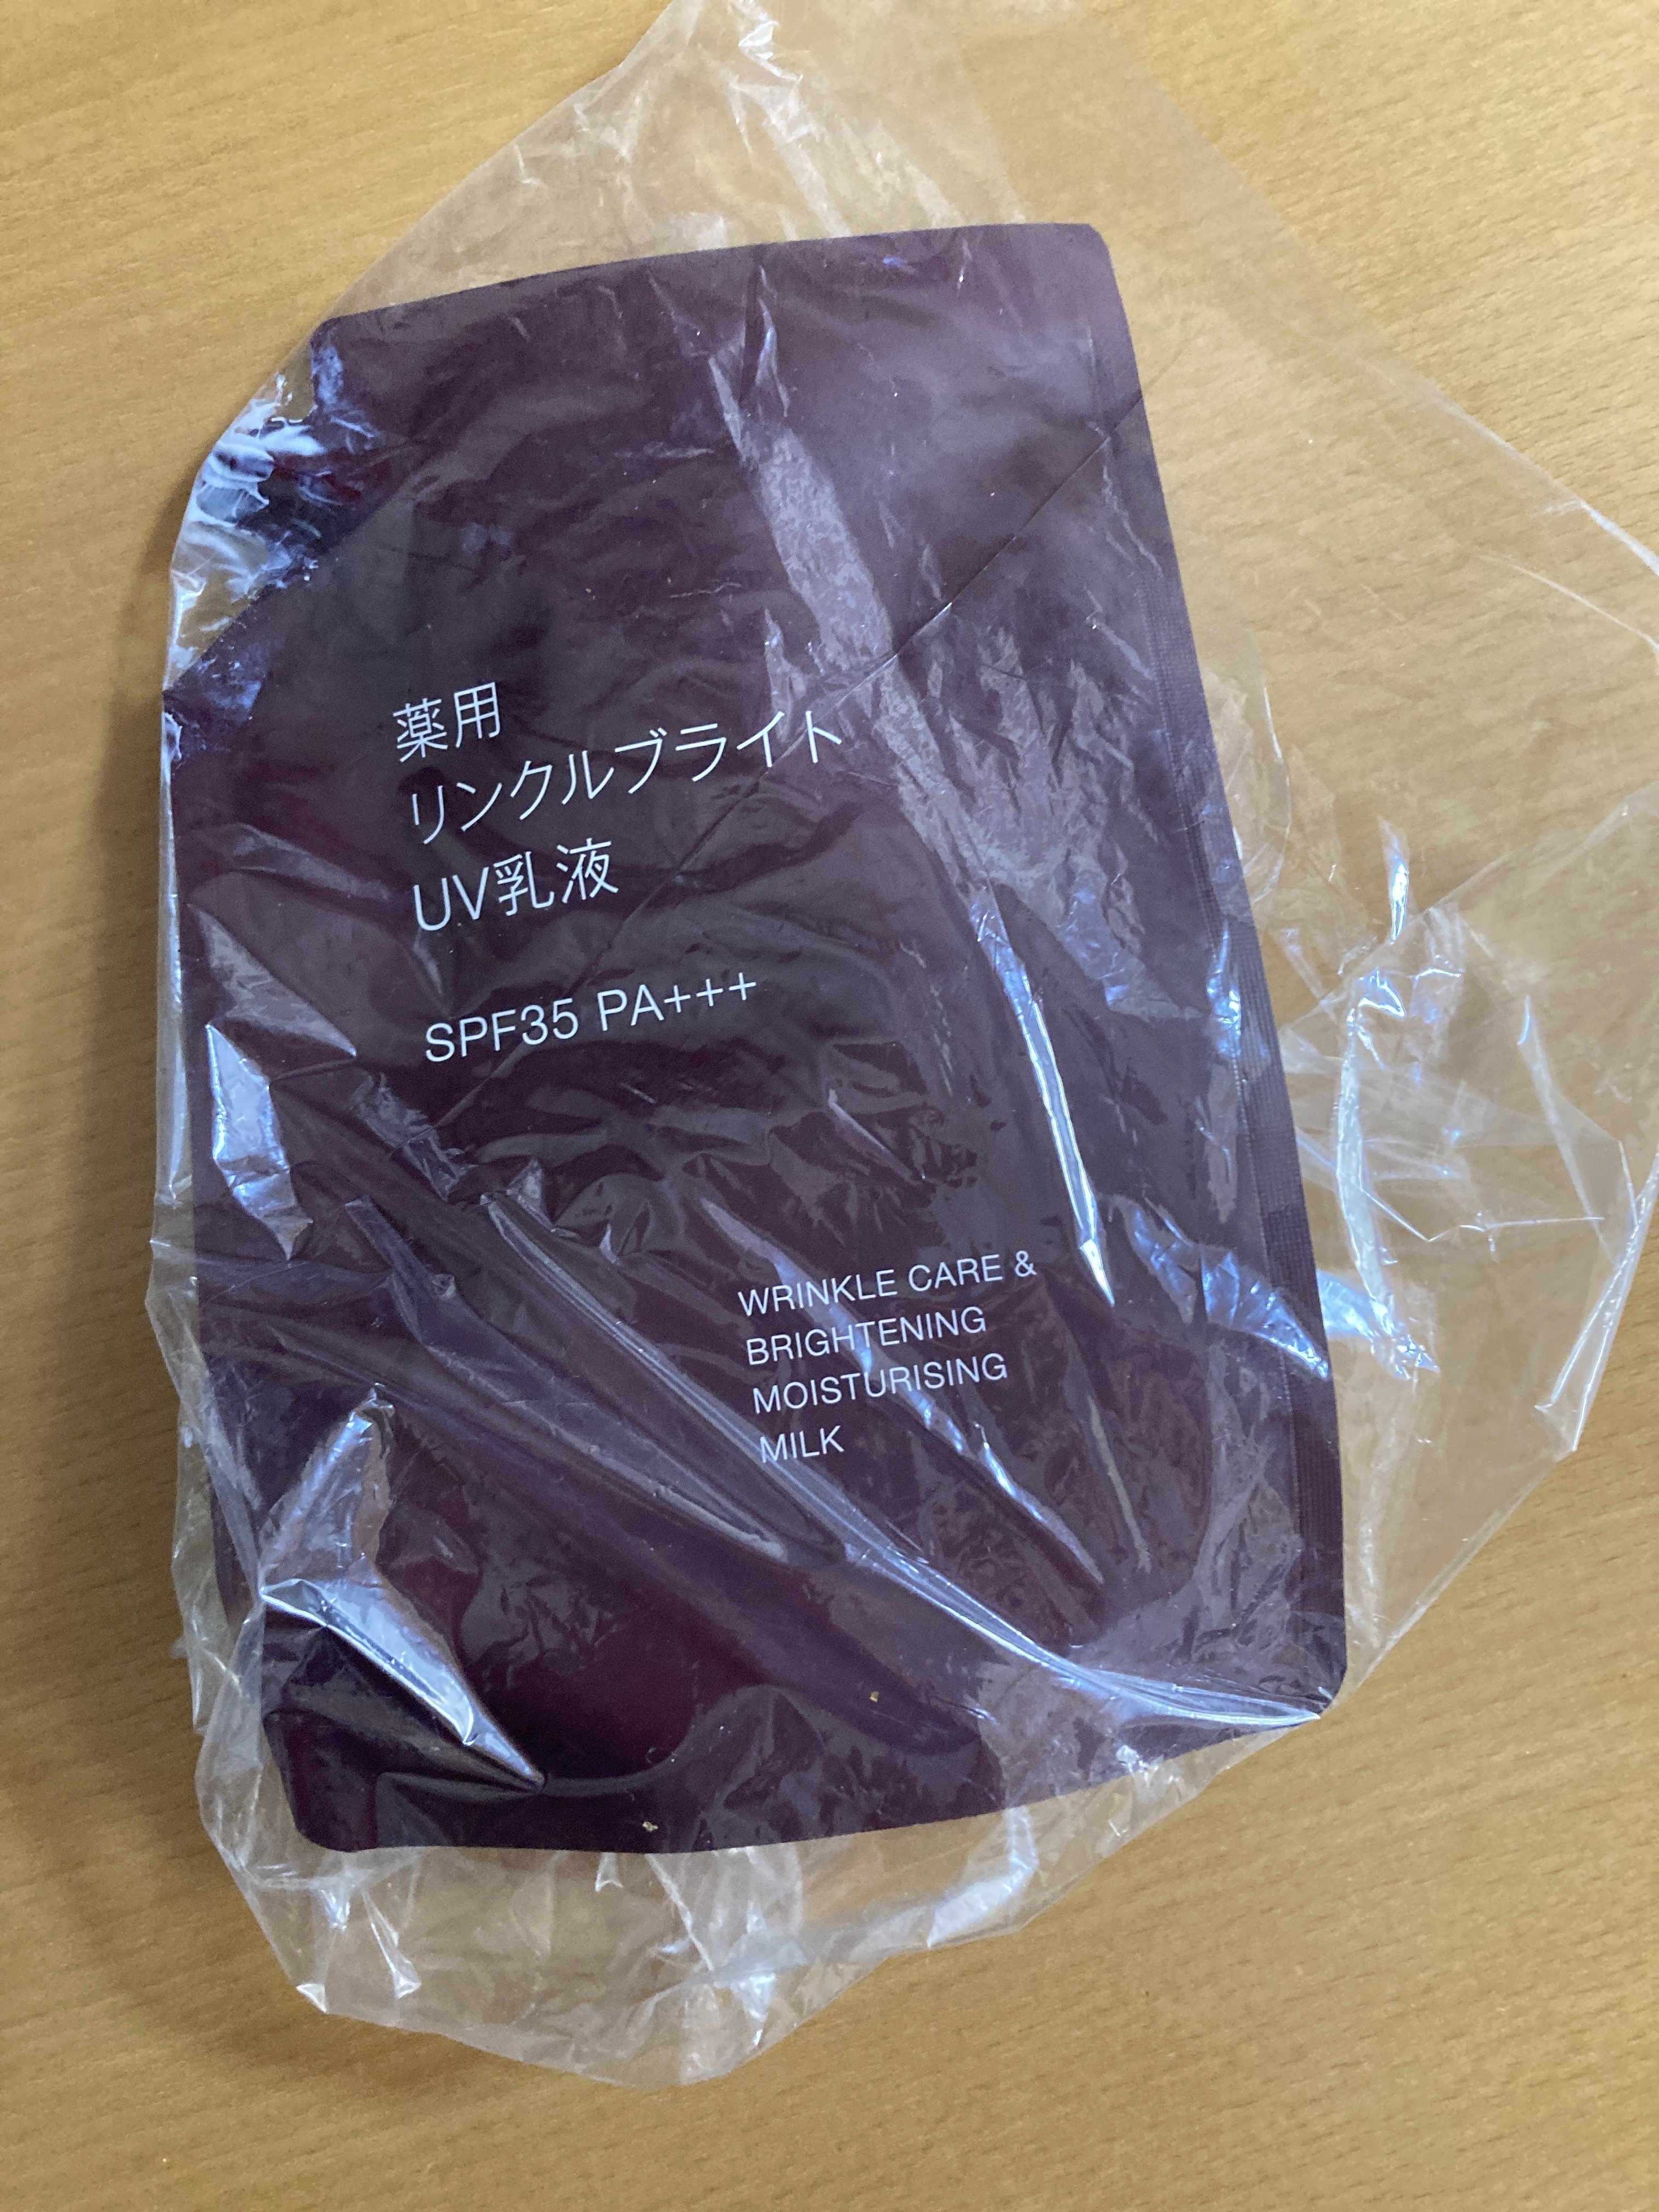 薬用
リンクルブライト
UV乳液
SPF35 PA+++
WRINKLE CARE &
BRIGHTENING
MOISTURISING
MILK